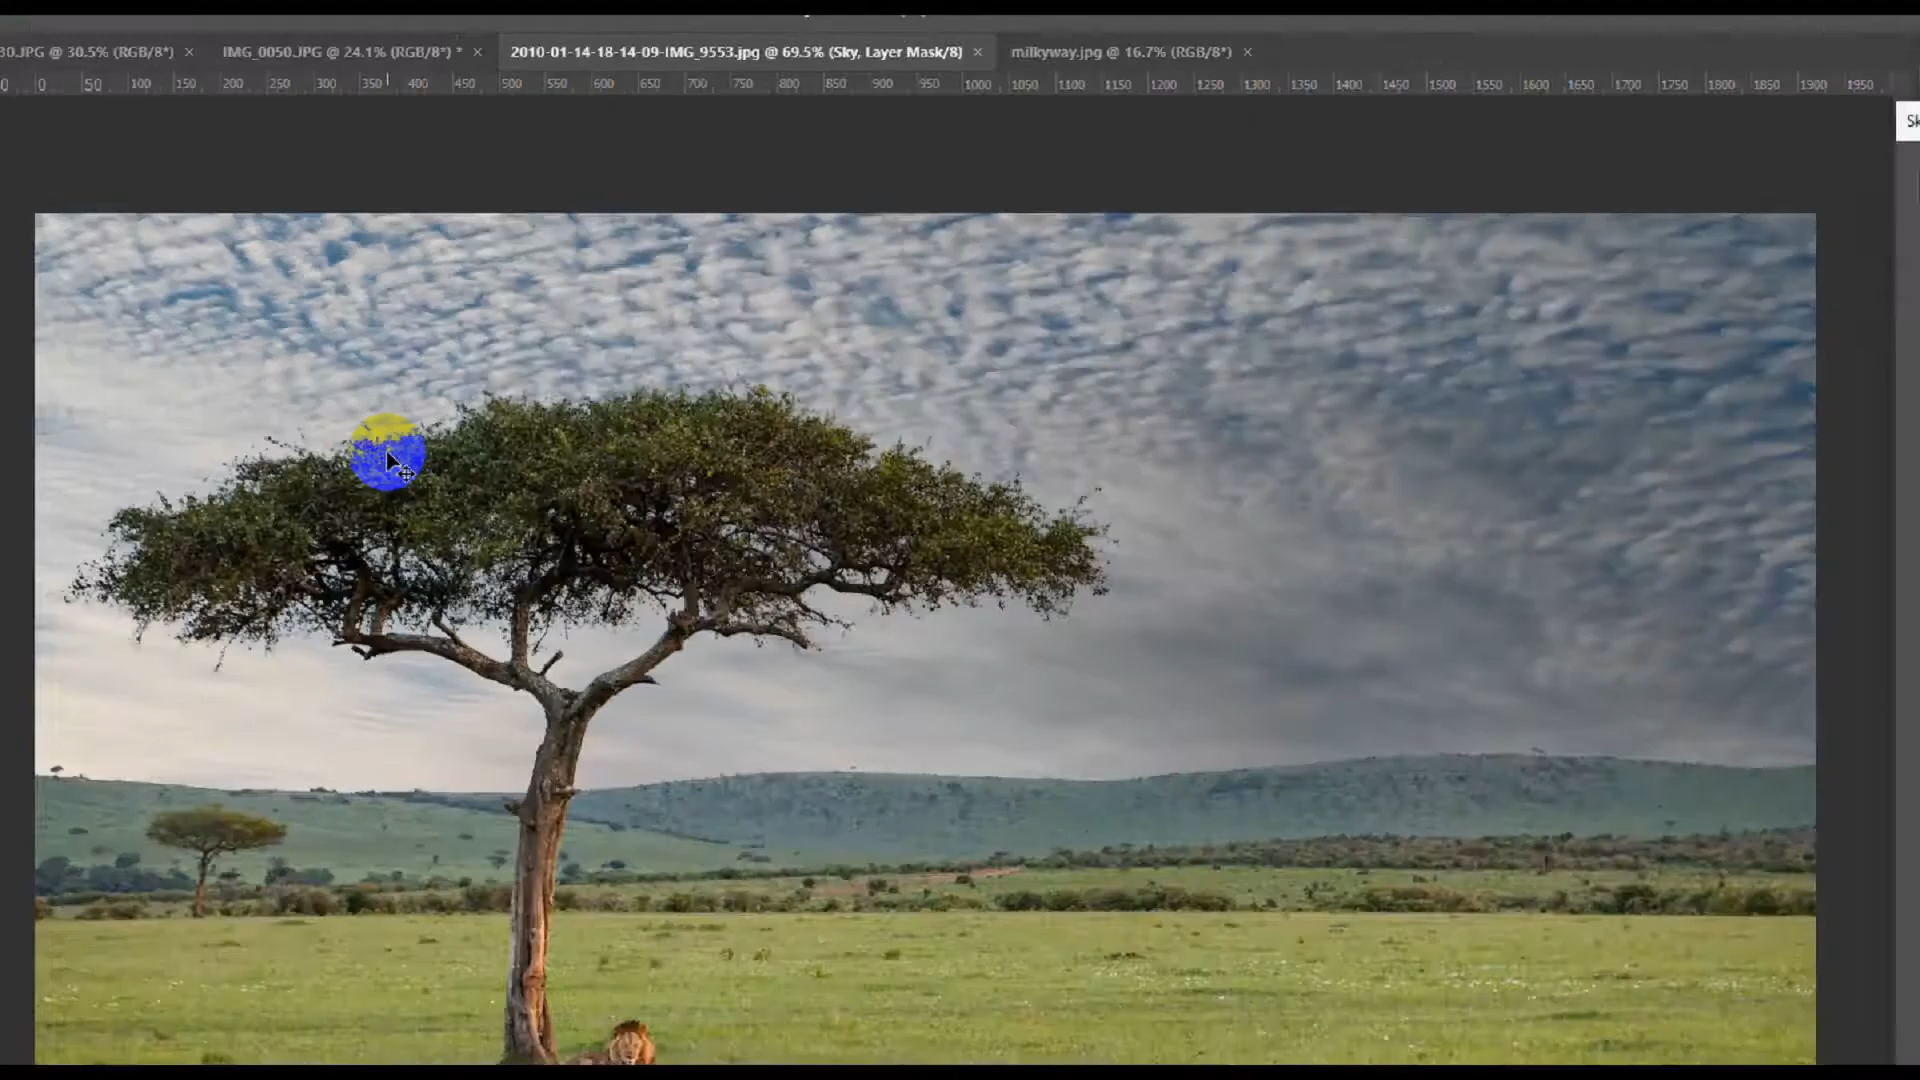 30.JPG @ 30.5% (RGB/8*) × IMG_0050.JPG @ 24.1% (RGB/8*) * × 2010-01-14-18-14-09-IMG_9553.jpg @ 69.5% (Sky, Layer Mask/8) × milkyway.jpg @ 16.7% (RGB/8*) ×
0 0 50 100 150 200 250 300 350 400 450 500 550 600 650 700 750 800 850 900 950 1000 1050 1100 1150 1200 1250 1300 1350 1400 1450 1500 1550 1600 1650 1700 1750 1800 1850 1900 1950
Sk